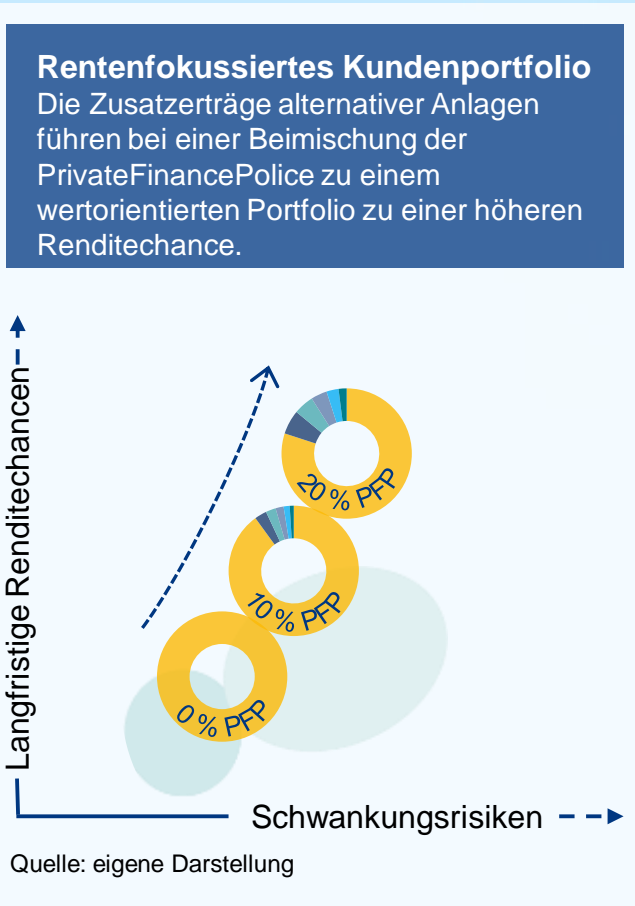 Rentenfokussiertes Kundenportfolio
Die Zusatzerträge alternativer Anlagen
führen bei einer Beimischung der
PrivateFinancePolice zu einem
wertorientierten Portfolio zu einer höheren
Renditechance.
Langfristige Renditechancen
20 % PFP
10 % PFP
0 % PFP
Schwankungsrisiken
Quelle: eigene Darstellung